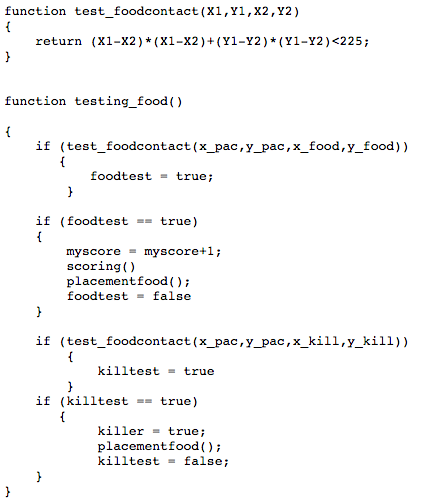 function test_foodcontact(X1,Y1,X2,Y2)
{
    return (X1-X2)*(X1-X2)+(Y1-Y2)*(Y1-Y2)<225;
}
function testing_food()
{
    if (test_foodcontact(x_pac,y_pac,x_food,y_food))
       {
           foodtest = true;
        }
    if (foodtest == true)
    {
        myscore = myscore+1;
        scoring()
        placementfood();
        foodtest = false
    }
    if (test_foodcontact(x_pac,y_pac,x_kill,y_kill))
        {
            killtest = true
        }
    if (killtest == true)
       {
            killer = true;
            placementfood();
            killtest = false;
    }
}